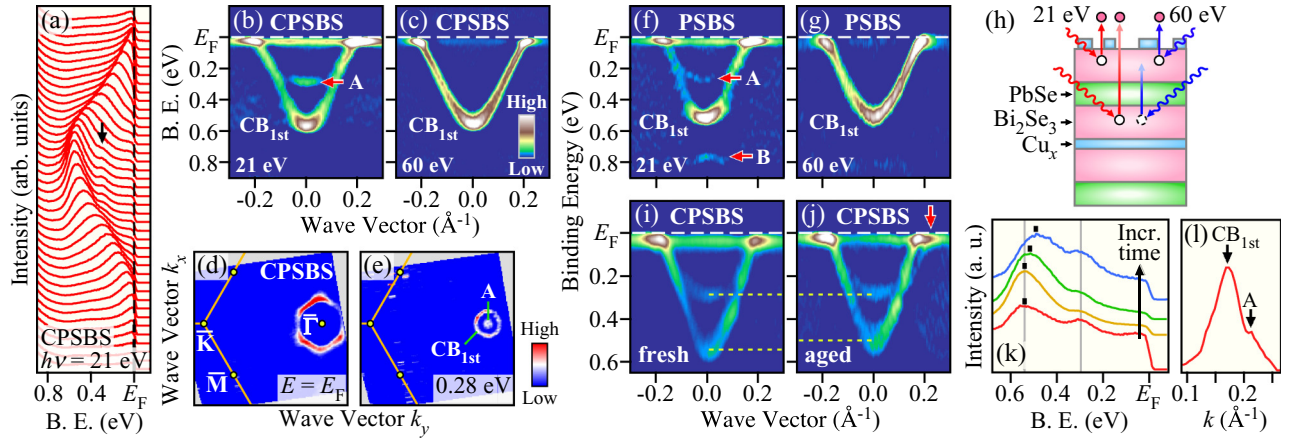 (a)
Intensity (arb. units)
CPSBS
hν = 21 eV
0.8 0.4 E_F
B. E. (eV)
(b) CPSBS
E_F
0.2
0.4
0.6
0.8
B. E. (eV)
A
CB_1st
21 eV
-0.2 0.0 0.2
(c) CPSBS
High
Low
CB_1st
60 eV
-0.2 0.0 0.2
Wave Vector (Å⁻¹)
(d)
CPSBS
Γ̅
K̅
M̅
E = E_F
Wave Vector k_x
(e)
A
CB_1st
0.28 eV
High
Low
Wave Vector k_y
(f) PSBS
E_F
0.2
0.4
0.6
0.8
Binding Energy (eV)
A
CB_1st
B
21 eV
(g) PSBS
CB_1st
60 eV
(i) CPSBS
E_F
0.2
0.4
0.6
fresh
-0.2 0.0 0.2
(j) CPSBS
aged
-0.2 0.0 0.2
Wave Vector (Å⁻¹)
(h)
21 eV
60 eV
PbSe
Bi₂Se₃
Cu_x
(k)
Intensity (a. u.)
Incr.
time
0.6 0.4 0.2 E_F
B. E. (eV)
(l)
CB_1st
A
0.1 0.2
k (Å⁻¹)